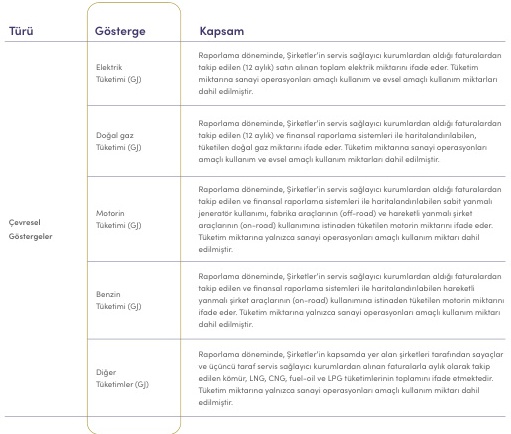 Türü
Gösterge
Kapsam
Elektrik
Tüketimi (GJ)
Raporlama döneminde, Şirketler'in servis sağlayıcı kurumlardan aldığı faturalardan
takip edilen (12 aylık) satın alınan toplam elektrik miktarını ifade eder. Tüketim
miktarına sanayi operasyonları amaçlı kullanım ve evsel amaçlı kullanım miktarları
dahil edilmiştir.
Doğal gaz
Tüketimi (GJ)
Raporlama döneminde, Şirketler'in servis sağlayıcı kurumlardan aldığı faturalardan
takip edilen (12 aylık) ve finansal raporlama sistemleri ile haritalandırılabilen,
tüketilen doğal gaz miktarını ifade eder. Tüketim miktarına sanayi operasyonları
amaçlı kullanım ve evsel amaçlı kullanım miktarları dahil edilmiştir.
Çevresel
Göstergeler
Motorin
Tüketimi (GJ)
Raporlama döneminde, Şirketler'in servis sağlayıcı kurumlardan aldığı faturalardan
takip edilen ve finansal raporlama sistemleri ile haritalandırılabilen sabit yanmalı
jeneratör kullanımı, fabrika araçlarının (off-road) ve hareketli yanmalı şirket
araçlarının (on-road) kullanımına istinaden tüketilen motorin miktarını ifade eder.
Tüketim miktarına yalnızca sanayi operasyonları amaçlı kullanım miktarı dahil
edilmiştir.
Benzin
Tüketimi (GJ)
Raporlama döneminde, Şirketler'in servis sağlayıcı kurumlardan aldığı faturalardan
takip edilen ve finansal raporlama sistemleri ile haritalandırılabilen hareketli
yanmalı şirket araçlarının (on-road) kullanımına istinaden tüketilen motorin miktarını
ifade eder. Tüketim miktarına yalnızca sanayi operasyonları amaçlı kullanım miktarı
dahil edilmiştir.
Diğer
Tüketimler (GJ)
Raporlama döneminde, Şirketler'in kapsamda yer alan şirketleri tarafından sayaçlar
ve üçüncü taraf servis sağlayıcı kurumlardan alınan faturalarla aylık olarak takip
edilen kömür, LNG, CNG, fuel-oil ve LPG tüketimlerinin toplamını ifade etmektedir.
Tüketim miktarına yalnızca sanayi operasyonları amaçlı kullanım miktarı dahil
edilmiştir.